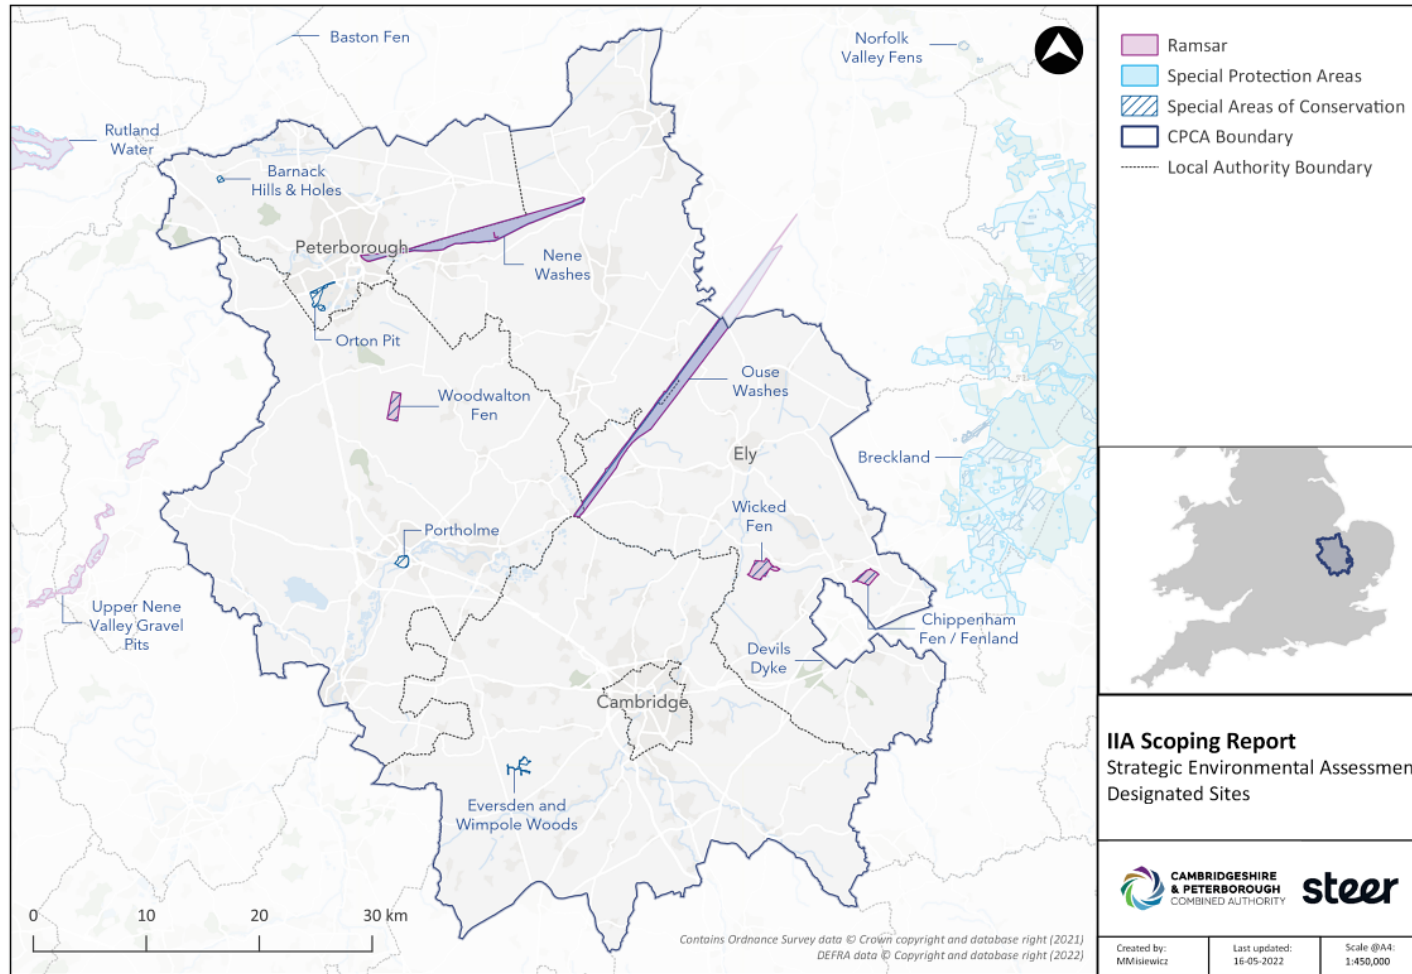 Baston Fen
Norfolk
Valley Fens
Rutland
Water
Barnack
Hills & Holes
Peterborough
Nene
Washes
Orton Pit
Woodwalton
Fen
Ouse
Washes
Ely
Breckland
Wicked
Fen
Portholme
Upper Nene
Valley Gravel
Pits
Chippenham
Fen / Fenland
Devils
Dyke
Cambridge
Eversden and
Wimpole Woods
0 10 20 30 km
Contains Ordnance Survey data © Crown copyright and database right (2021)
DEFRA data © Copyright and database right (2022)
Ramsar
Special Protection Areas
Special Areas of Conservation
CPCA Boundary
Local Authority Boundary
IIA Scoping Report
Strategic Environmental Assessmen
Designated Sites
CAMBRIDGESHIRE
& PETERBOROUGH
COMBINED AUTHORITY
steer
Created by:
MMisiewicz
Last updated:
16-05-2022
Scale @A4:
1:450,000